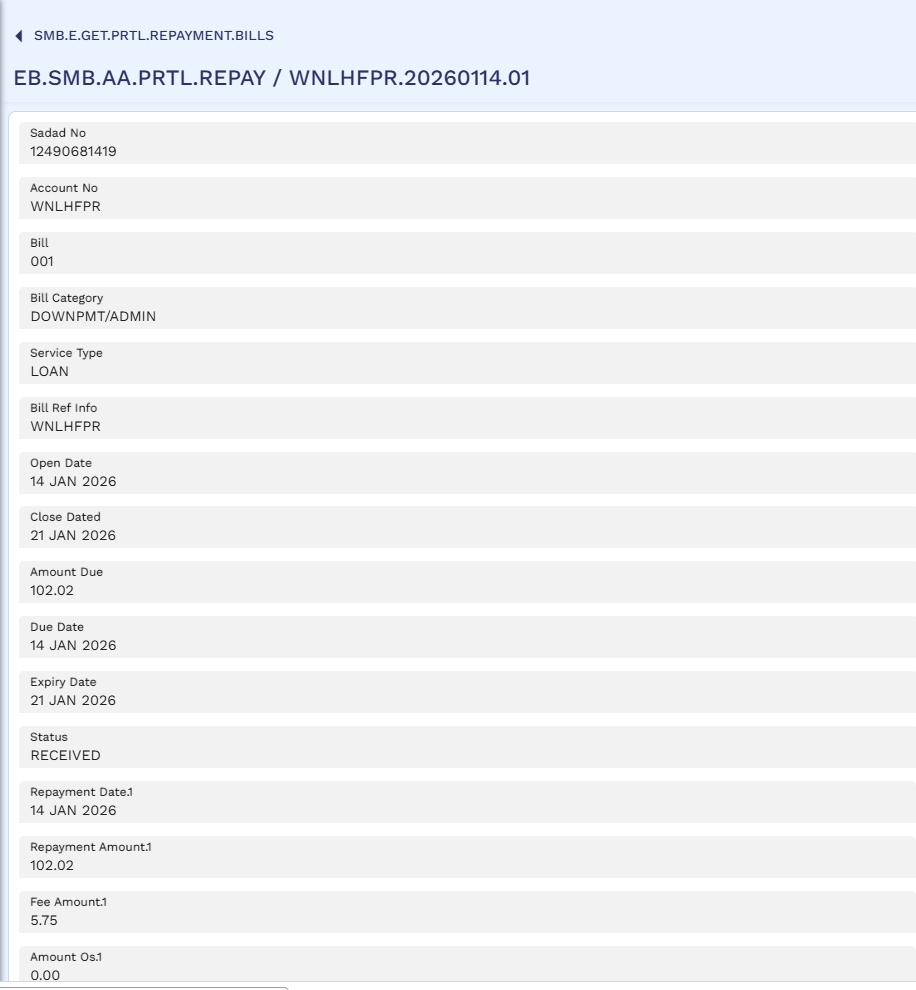 SMB.E.GET.PRTL.REPAYMENT.BILLS
EB.SMB.AA.PRTL.REPAY / WNLHFPR.20260114.01
Sadad No
12490681419
Account No
WNLHFPR
Bill
001
Bill Category
DOWNPMT/ADMIN
Service Type
LOAN
Bill Ref Info
WNLHFPR
Open Date
14 JAN 2026
Close Dated
21 JAN 2026
Amount Due
102.02
Due Date
14 JAN 2026
Expiry Date
21 JAN 2026
Status
RECEIVED
Repayment Date.1
14 JAN 2026
Repayment Amount.1
102.02
Fee Amount.1
5.75
Amount Os.1
0.00